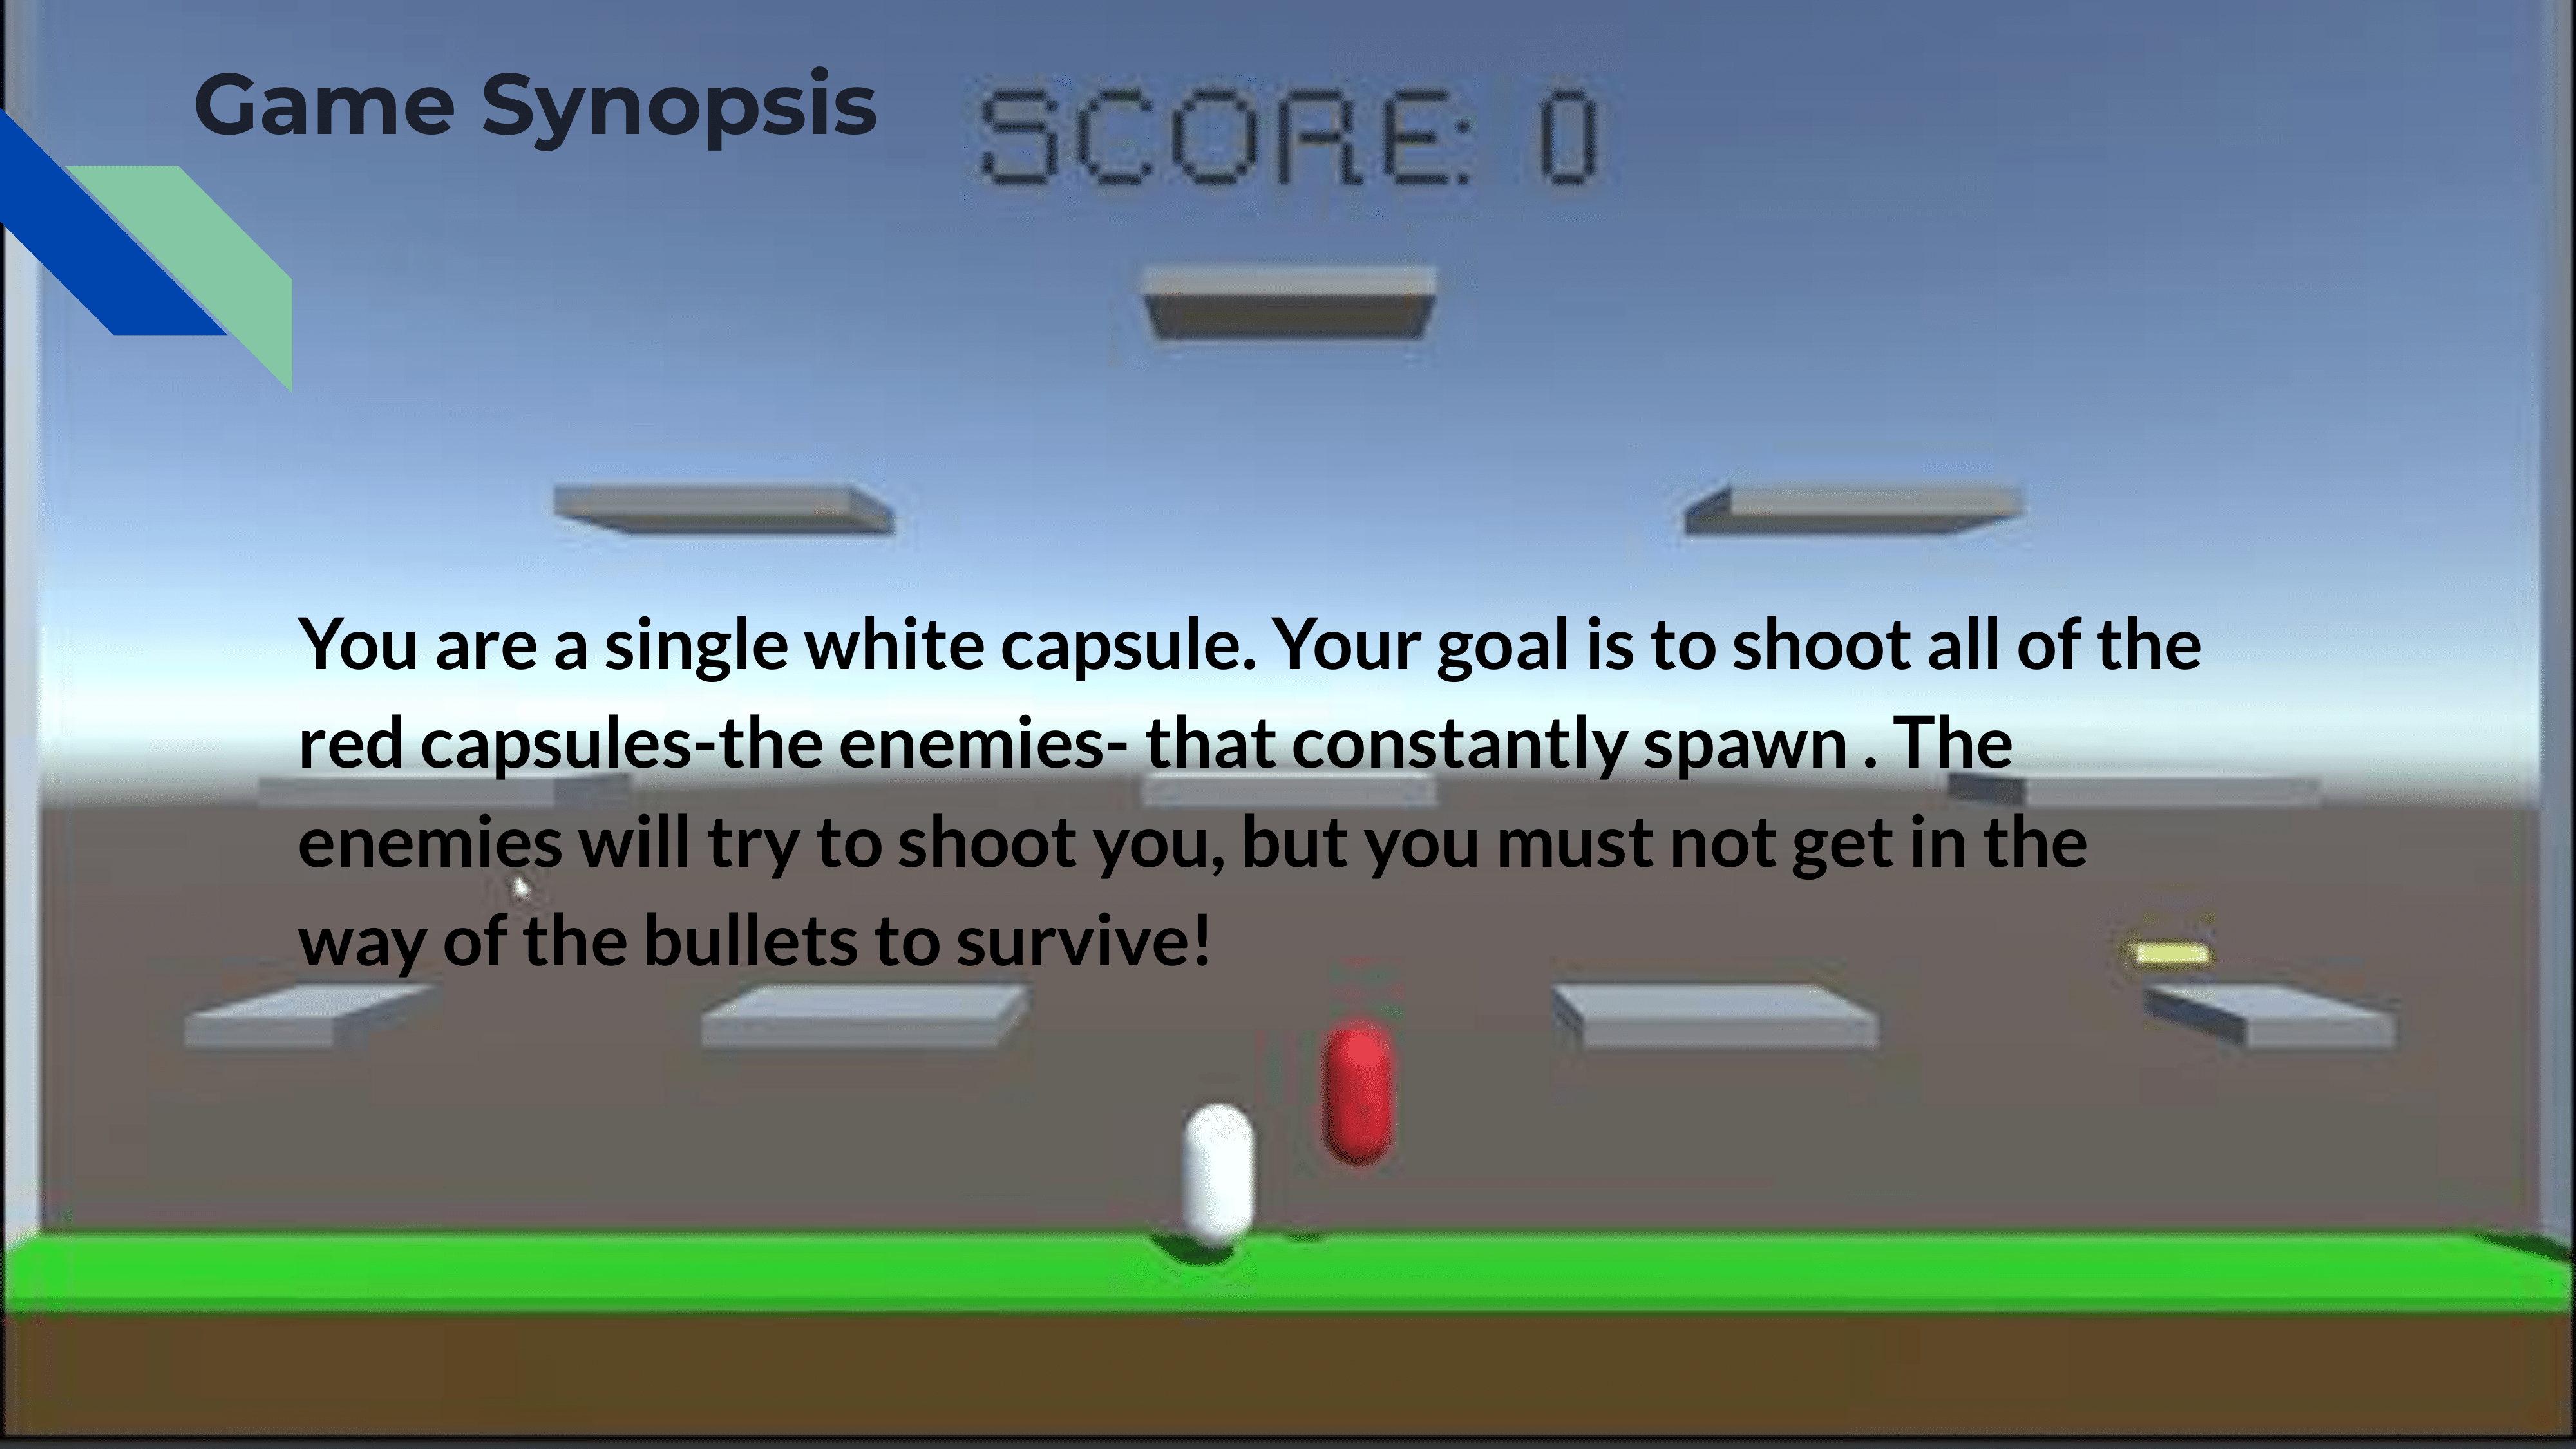 Game Synopsis
SCORE: 0
You are a single white capsule. Your goal is to shoot all of the
red capsules-the enemies- that constantly spawn . The
enemies will try to shoot you, but you must not get in the
way of the bullets to survive!